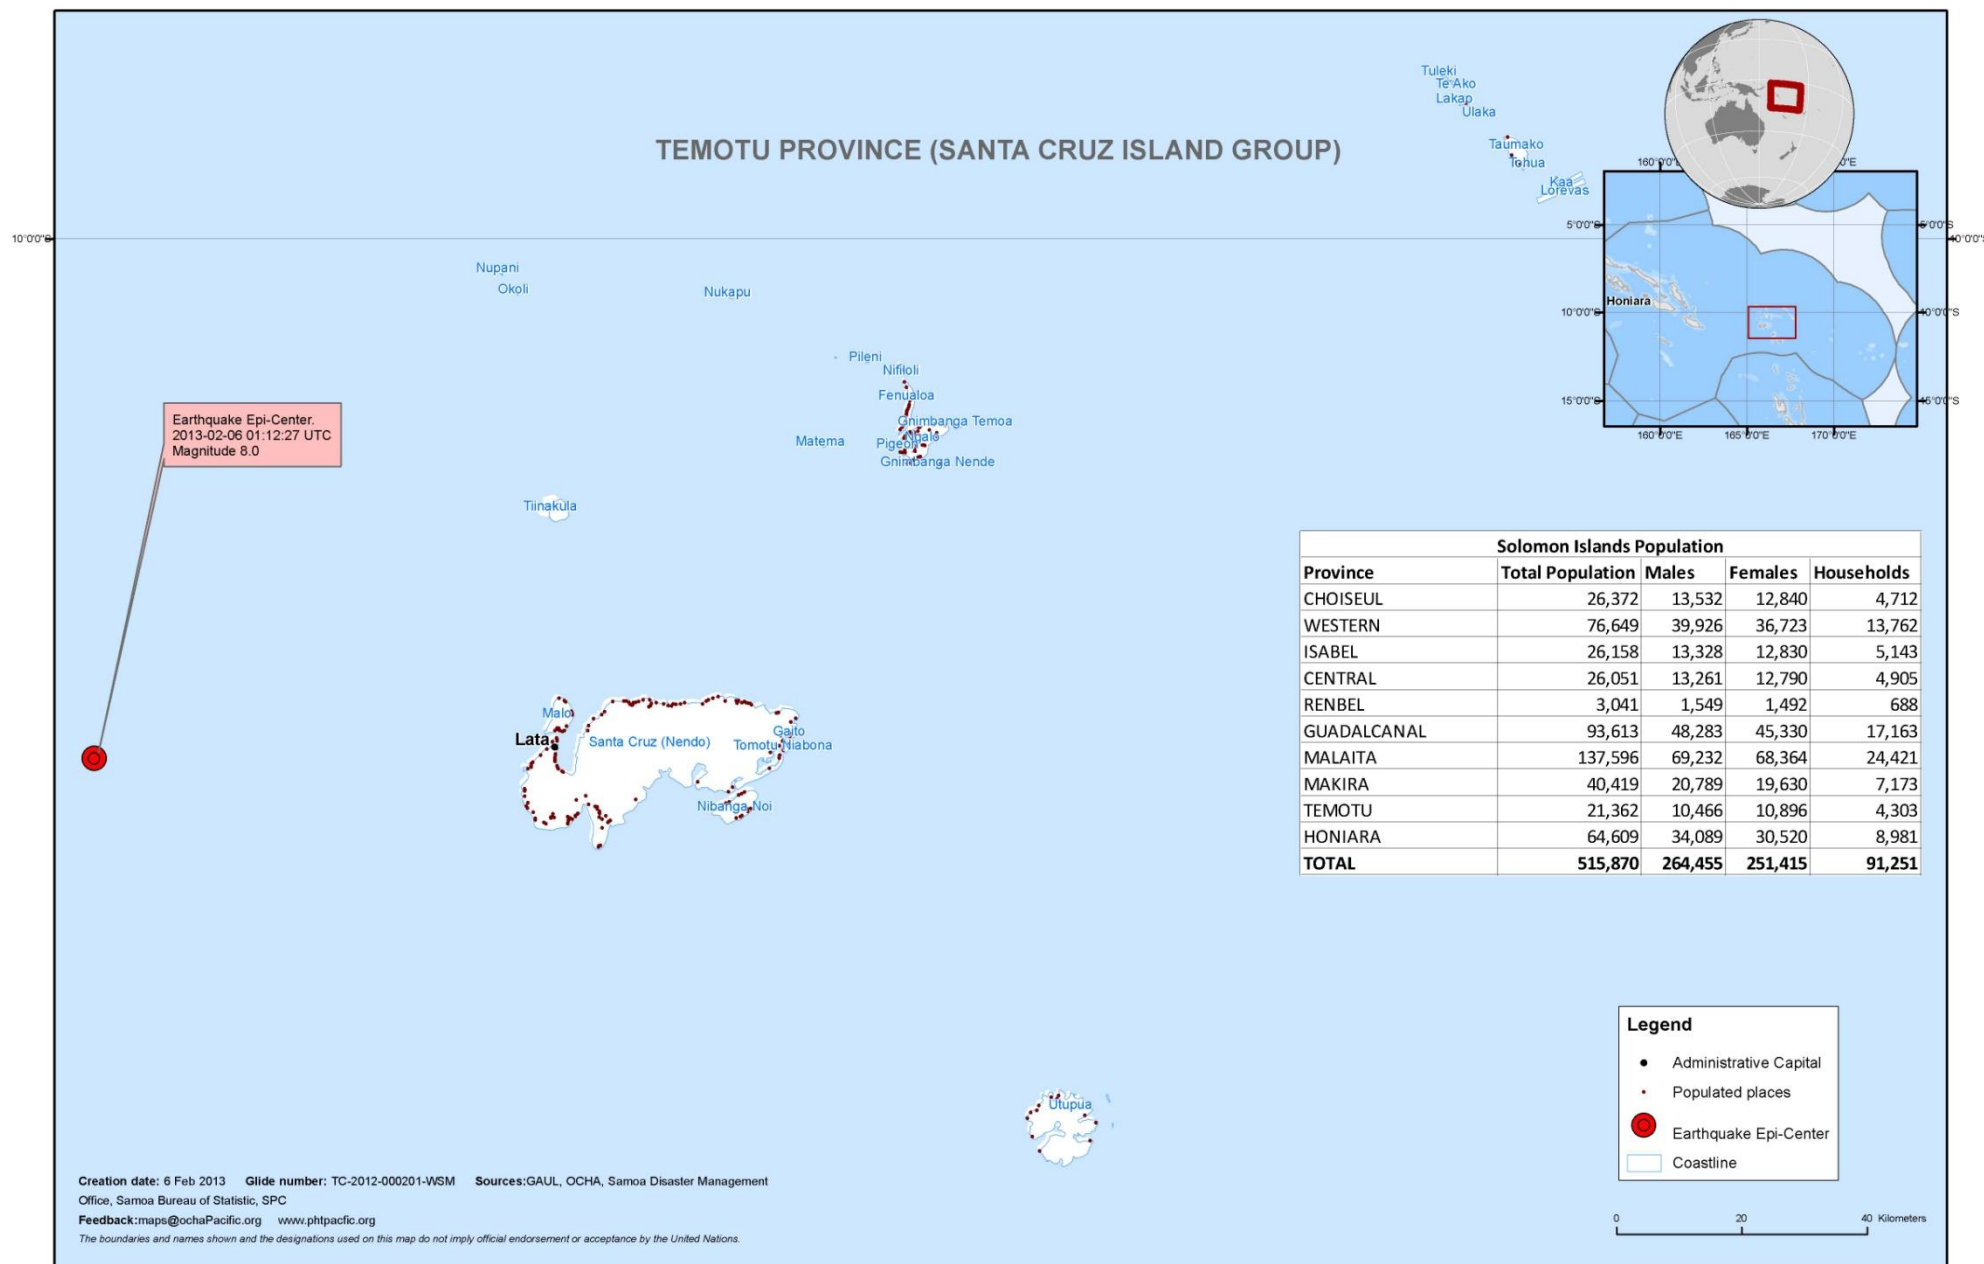 TEMOTU PROVINCE (SANTA CRUZ ISLAND GROUP)
Tuleki
Te Ako
Lakap
Ulaka
Taumako
Tohua
Kaa
Lorevas
10°0'0"S
Nupani
Okoli
Nukapu
Pileni
Nifiloli
Fenualoa
Gnimbanga Temoa
Matema
Pigeon
Ngalo
Gnimbanga Nende
Earthquake Epi-Center.
2013-02-06 01:12:27 UTC
Magnitude 8.0
Tiinakula
Malo
Lata
Santa Cruz (Nendo)
Gaito
Tomotu Niabona
Nibanga Noi
Utupua
160°0'0"E
5°0'0"S
Honiara
10°0'0"S
15°0'0"S
160°0'0"E 165°0'0"E 170°0'0"E
Solomon Islands Population
Province Total Population Males Females Households
CHOISEUL 26,372 13,532 12,840 4,712
WESTERN 76,649 39,926 36,723 13,762
ISABEL 26,158 13,328 12,830 5,143
CENTRAL 26,051 13,261 12,790 4,905
RENBEL 3,041 1,549 1,492 688
GUADALCANAL 93,613 48,283 45,330 17,163
MALAITA 137,596 69,232 68,364 24,421
MAKIRA 40,419 20,789 19,630 7,173
TEMOTU 21,362 10,466 10,896 4,303
HONIARA 64,609 34,089 30,520 8,981
TOTAL 515,870 264,455 251,415 91,251
Legend
Administrative Capital
Populated places
Earthquake Epi-Center
Coastline
0 20 40 Kilometers
Creation date: 6 Feb 2013 Glide number: TC-2012-000201-WSM Sources:GAUL, OCHA, Samoa Disaster Management
Office, Samoa Bureau of Statistic, SPC
Feedback:maps@ochaPacific.org www.phtpacfic.org
The boundaries and names shown and the designations used on this map do not imply official endorsement or acceptance by the United Nations.